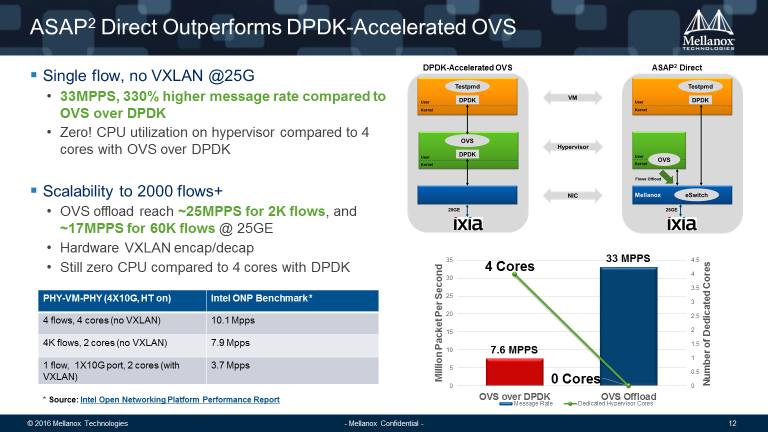 ASAP2 Direct Outperforms DPDK-Accelerated OVS
Mellanox
TECHNOLOGIES
Single flow, no VXLAN @25G
• 33MPPS, 330% higher message rate compared to
OVS over DPDK
• Zero! CPU utilization on hypervisor compared to 4
cores with OVS over DPDK
Scalability to 2000 flows+
• OVS offload reach ~25MPPS for 2K flows, and
~17MPPS for 60K flows @ 25GE
• Hardware VXLAN encap/decap
• Still zero CPU compared to 4 cores with DPDK
PHY-VM-PHY (4X10G, HT on) Intel ONP Benchmark*
4 flows, 4 cores (no VXLAN) 10.1 Mpps
4K flows, 2 cores (no VXLAN) 7.9 Mpps
1 flow, 1X10G port, 2 cores (with
VXLAN) 3.7 Mpps
* Source: Intel Open Networking Platform Performance Report
DPDK-Accelerated OVS
Testpmd
DPDK
User
Kernel
OVS
DPDK
User
Kernel
25GE
ixia
VM
Hypervisor
NIC
ASAP2 Direct
Testpmd
DPDK
User
Kernel
User
Kernel
OVS
Flows Offload
Mellanox
eSwitch
25GE
ixia
Million Packet Per Second
35
30
25
20
15
10
5
0
4 Cores
33 MPPS
7.6 MPPS
0 Cores
4.5
4
3.5
3
2.5
2
1.5
1
0.5
0
Number of Dedicated Cores
OVS over DPDK
OVS Offload
Message Rate
Dedicated Hypervisor Cores
© 2016 Mellanox Technologies
- Mellanox Confidential -
12